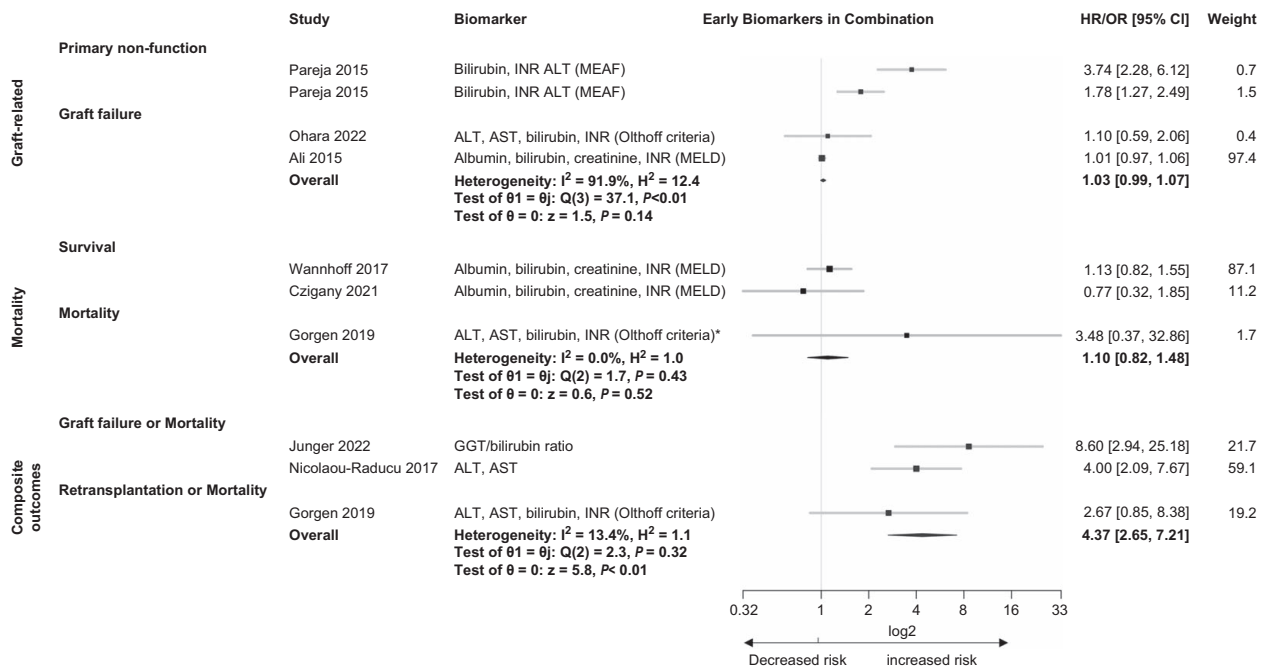 Study Biomarker Early Biomarkers in Combination HR/OR [95% CI] Weight
Graft-related
Primary non-function
Pareja 2015 Bilirubin, INR ALT (MEAF) 3.74 [2.28, 6.12] 0.7
Pareja 2015 Bilirubin, INR ALT (MEAF) 1.78 [1.27, 2.49] 1.5
Graft failure
Ohara 2022 ALT, AST, bilirubin, INR (Olthoff criteria) 1.10 [0.59, 2.06] 0.4
Ali 2015 Albumin, bilirubin, creatinine, INR (MELD) 1.01 [0.97, 1.06] 97.4
Overall Heterogeneity: I² = 91.9%, H² = 12.4 1.03 [0.99, 1.07]
Test of θ1 = θj: Q(3) = 37.1, P<0.01
Test of θ = 0: z = 1.5, P = 0.14
Mortality
Survival
Wannhoff 2017 Albumin, bilirubin, creatinine, INR (MELD) 1.13 [0.82, 1.55] 87.1
Czigany 2021 Albumin, bilirubin, creatinine, INR (MELD) 0.77 [0.32, 1.85] 11.2
Mortality
Gorgen 2019 ALT, AST, bilirubin, INR (Olthoff criteria)* 3.48 [0.37, 32.86] 1.7
Overall Heterogeneity: I² = 0.0%, H² = 1.0 1.10 [0.82, 1.48]
Test of θ1 = θj: Q(2) = 1.7, P = 0.43
Test of θ = 0: z = 0.6, P = 0.52
Composite outcomes
Graft failure or Mortality
Junger 2022 GGT/bilirubin ratio 8.60 [2.94, 25.18] 21.7
Nicolaou-Raducu 2017 ALT, AST 4.00 [2.09, 7.67] 59.1
Retransplantation or Mortality
Gorgen 2019 ALT, AST, bilirubin, INR (Olthoff criteria) 2.67 [0.85, 8.38] 19.2
Overall Heterogeneity: I² = 13.4%, H² = 1.1 4.37 [2.65, 7.21]
Test of θ1 = θj: Q(2) = 2.3, P = 0.32
Test of θ = 0: z = 5.8, P< 0.01
0.32 1 2 4 8 16 33
log2
Decreased risk increased risk